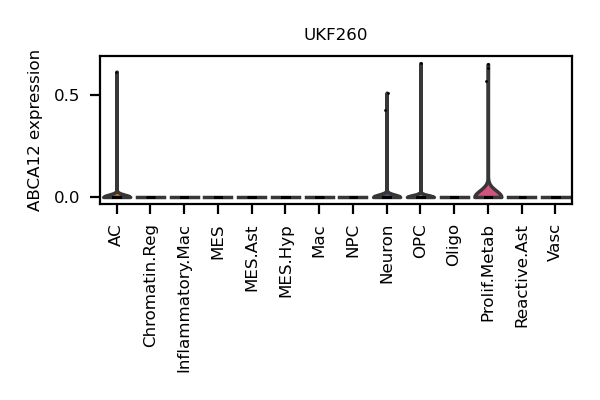 UKF260
ABCA12 expression
0.5
0.0
AC
Chromatin.Reg
Inflammatory.Mac
MES
MES.Ast
MES.Hyp
Mac
NPC
Neuron
OPC
Oligo
Prolif.Metab
Reactive.Ast
Vasc